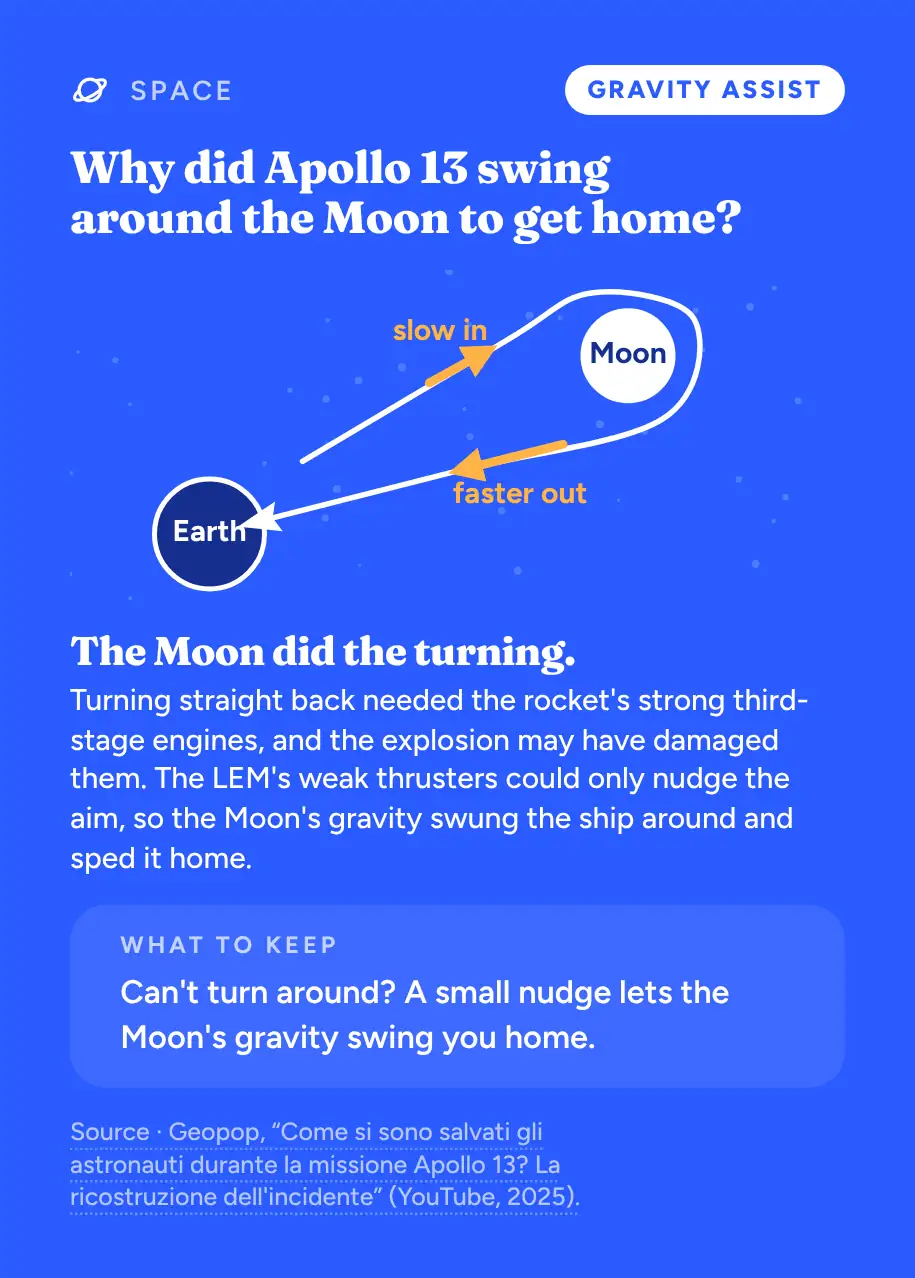 SPACE
GRAVITY ASSIST
Why did Apollo 13 swing
around the Moon to get home?
slow in
Moon
faster out
Earth
The Moon did the turning.
Turning straight back needed the rocket's strong third-
stage engines, and the explosion may have damaged
them. The LEM's weak thrusters could only nudge the
aim, so the Moon's gravity swung the ship around and
sped it home.
WHAT TO KEEP
Can't turn around? A small nudge lets the
Moon's gravity swing you home.
Source · Geopop, “Come si sono salvati gli
astronauti durante la missione Apollo 13? La
ricostruzione dell'incidente” (YouTube, 2025).